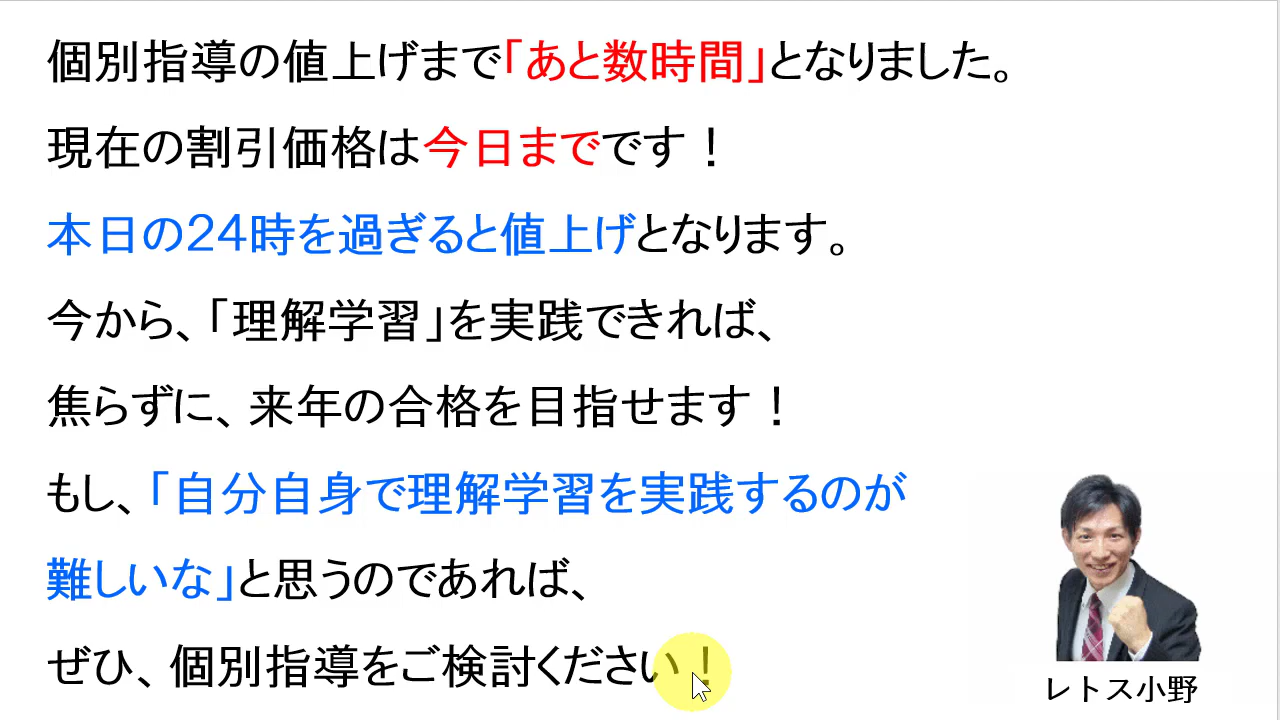 個別指導の値上げまで「あと数時間」となりました。
現在の割引価格は今日までです！
本日の24時を過ぎると値上げとなります。
今から、「理解学習」を実践できれば、
焦らずに、来年の合格を目指せます！
もし、「自分自身で理解学習を実践するのが
難しいな」と思うのであれば、
ぜひ、個別指導をご検討ください！
レトス小野